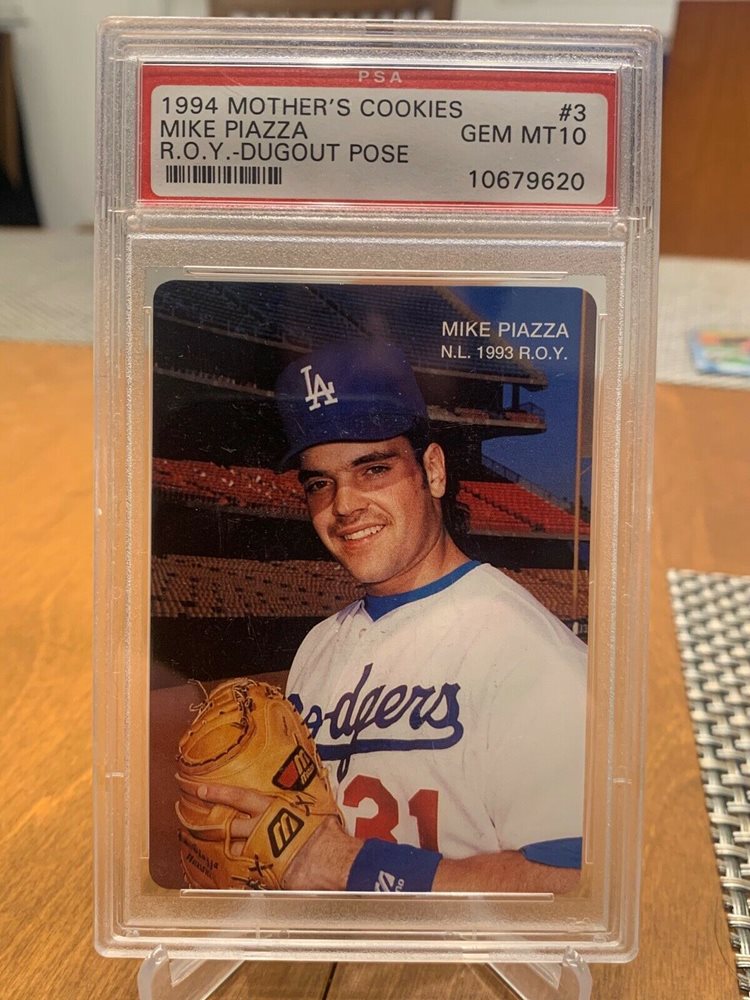 PSA
1994 MOTHER'S COOKIES #3
MIKE PIAZZA GEM MT10
R.O.Y.-DUGOUT POSE
10679620
MIKE PIAZZA
N.L. 1993 R.O.Y.
LA
Dodgers
31